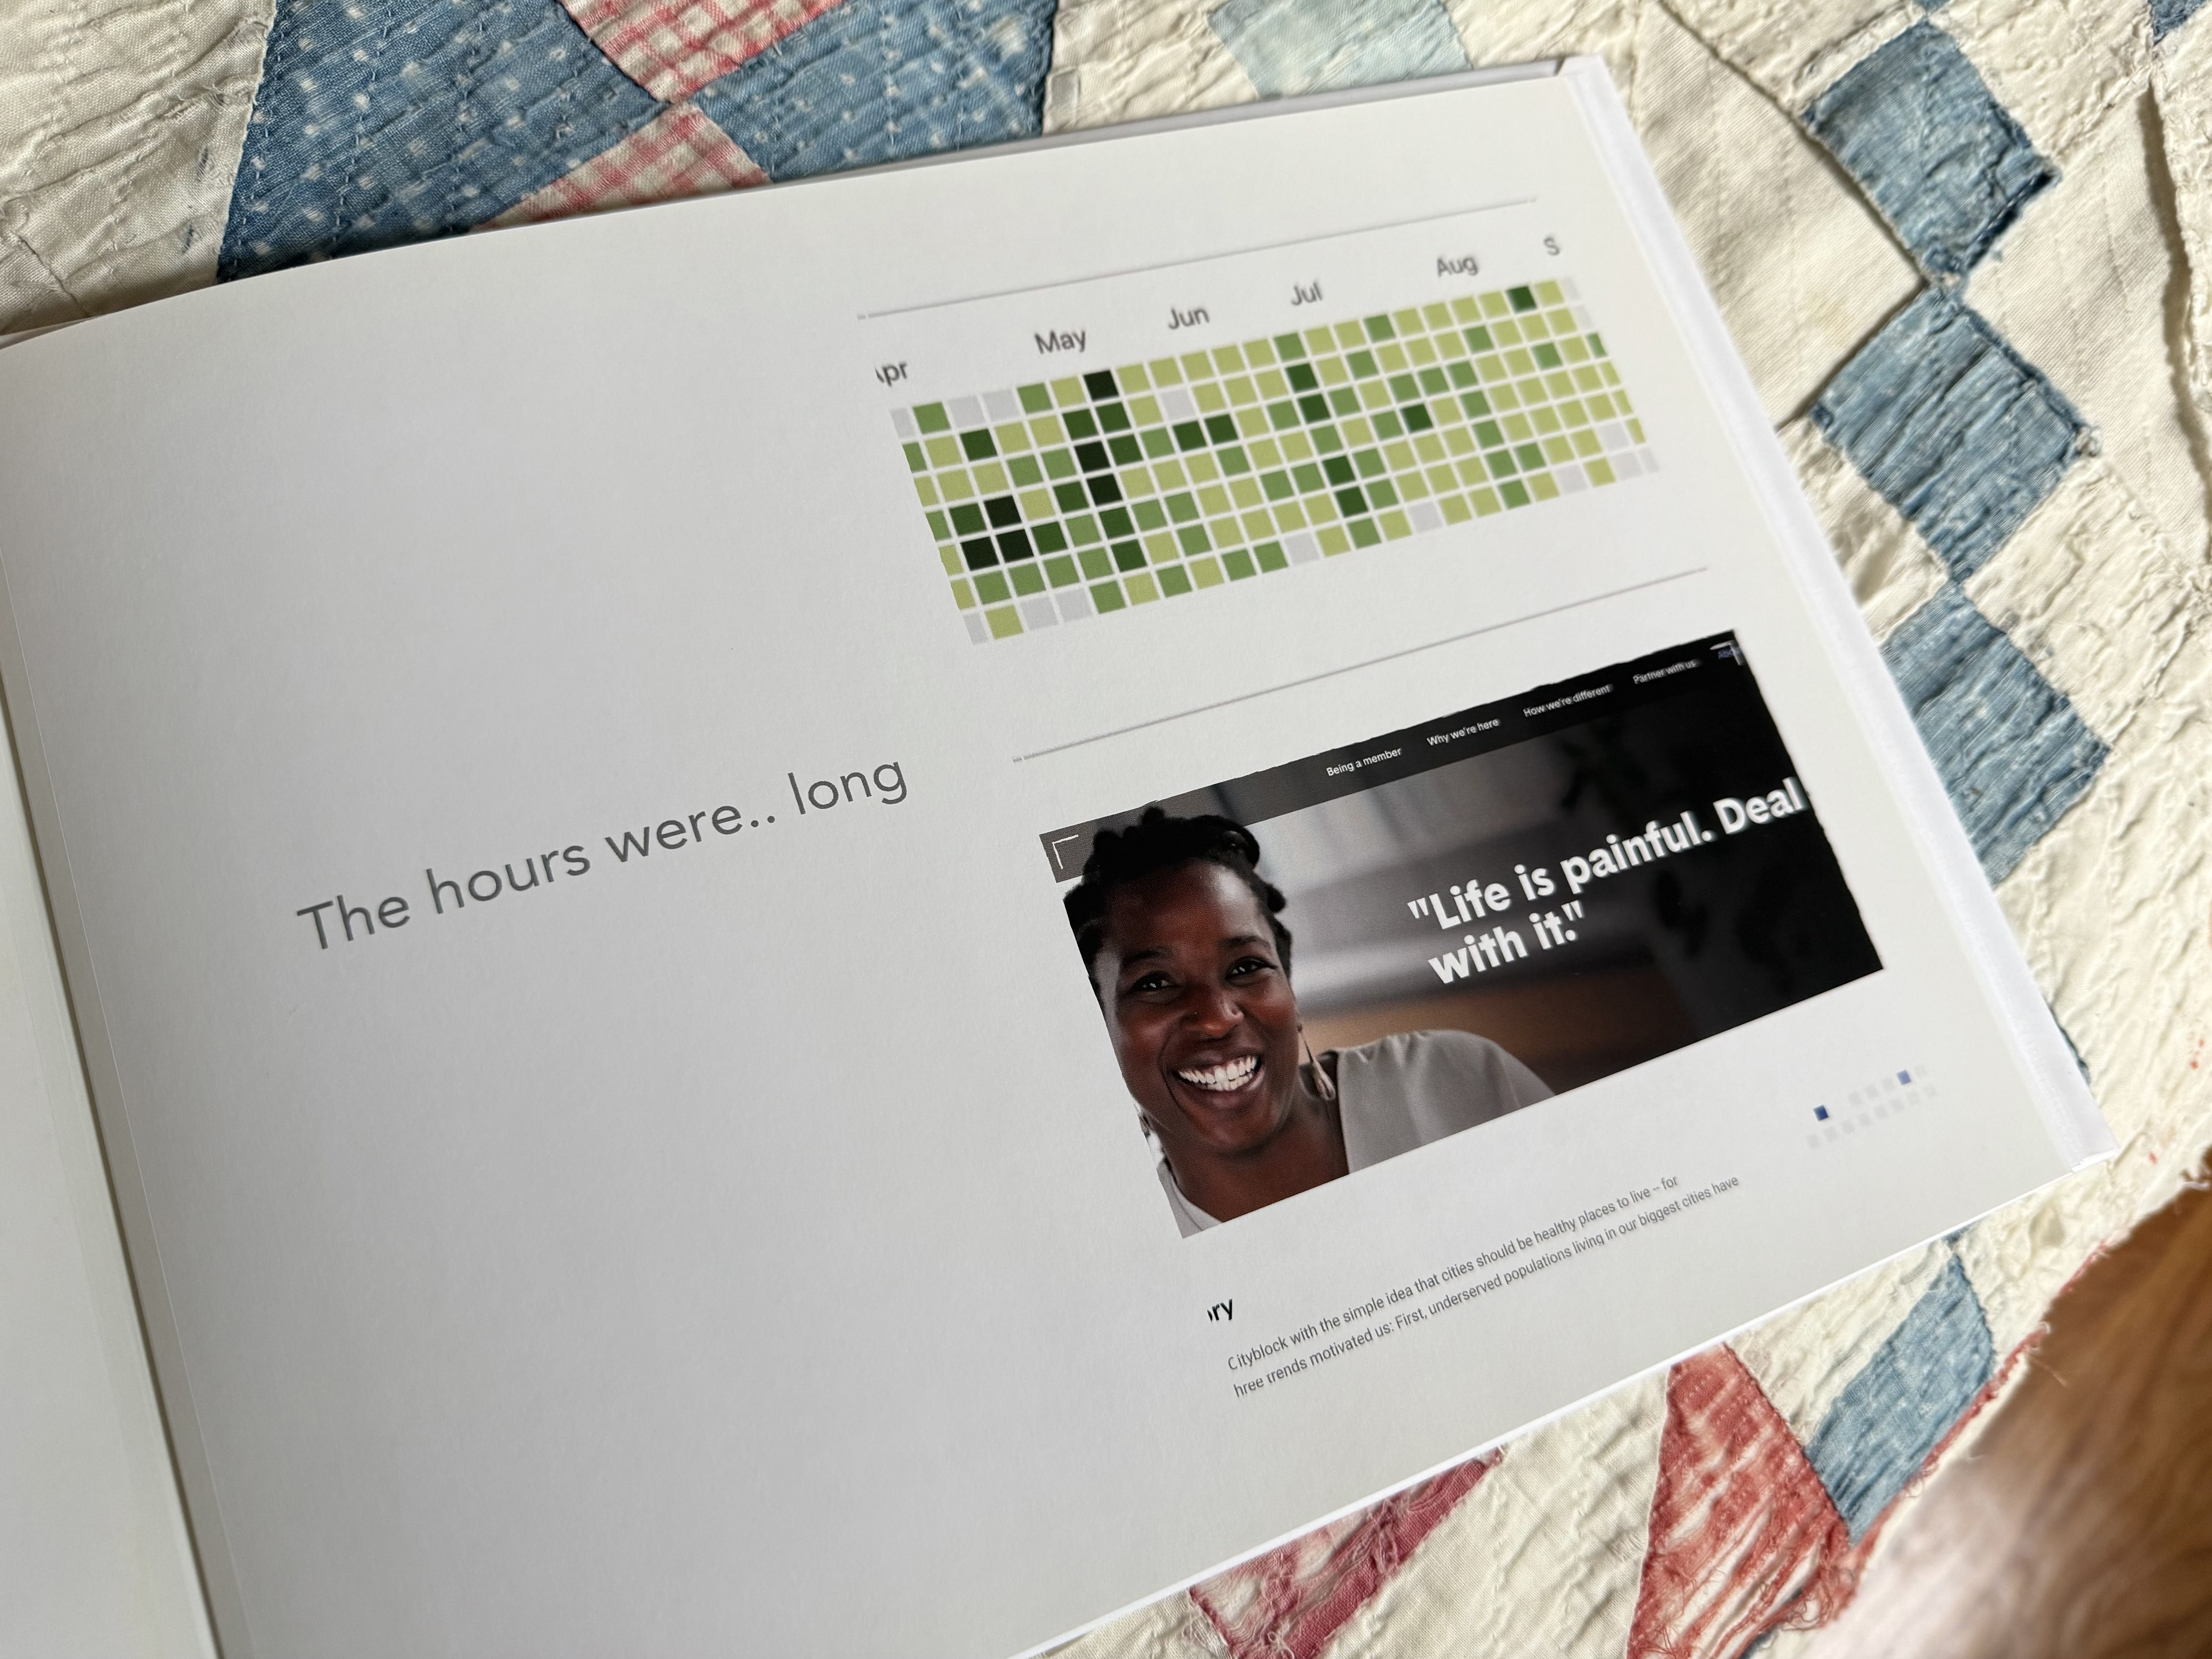 The hours were.. long
May
Jun
Jul
Aug
S
Being a member
Why we're here
How we're different
Partner with us
"Life is painful. Deal
with it."
Cityblock with the simple idea that cities should be healthy places to live – for
hree trends motivated us: First, underserved populations living in our biggest cities have